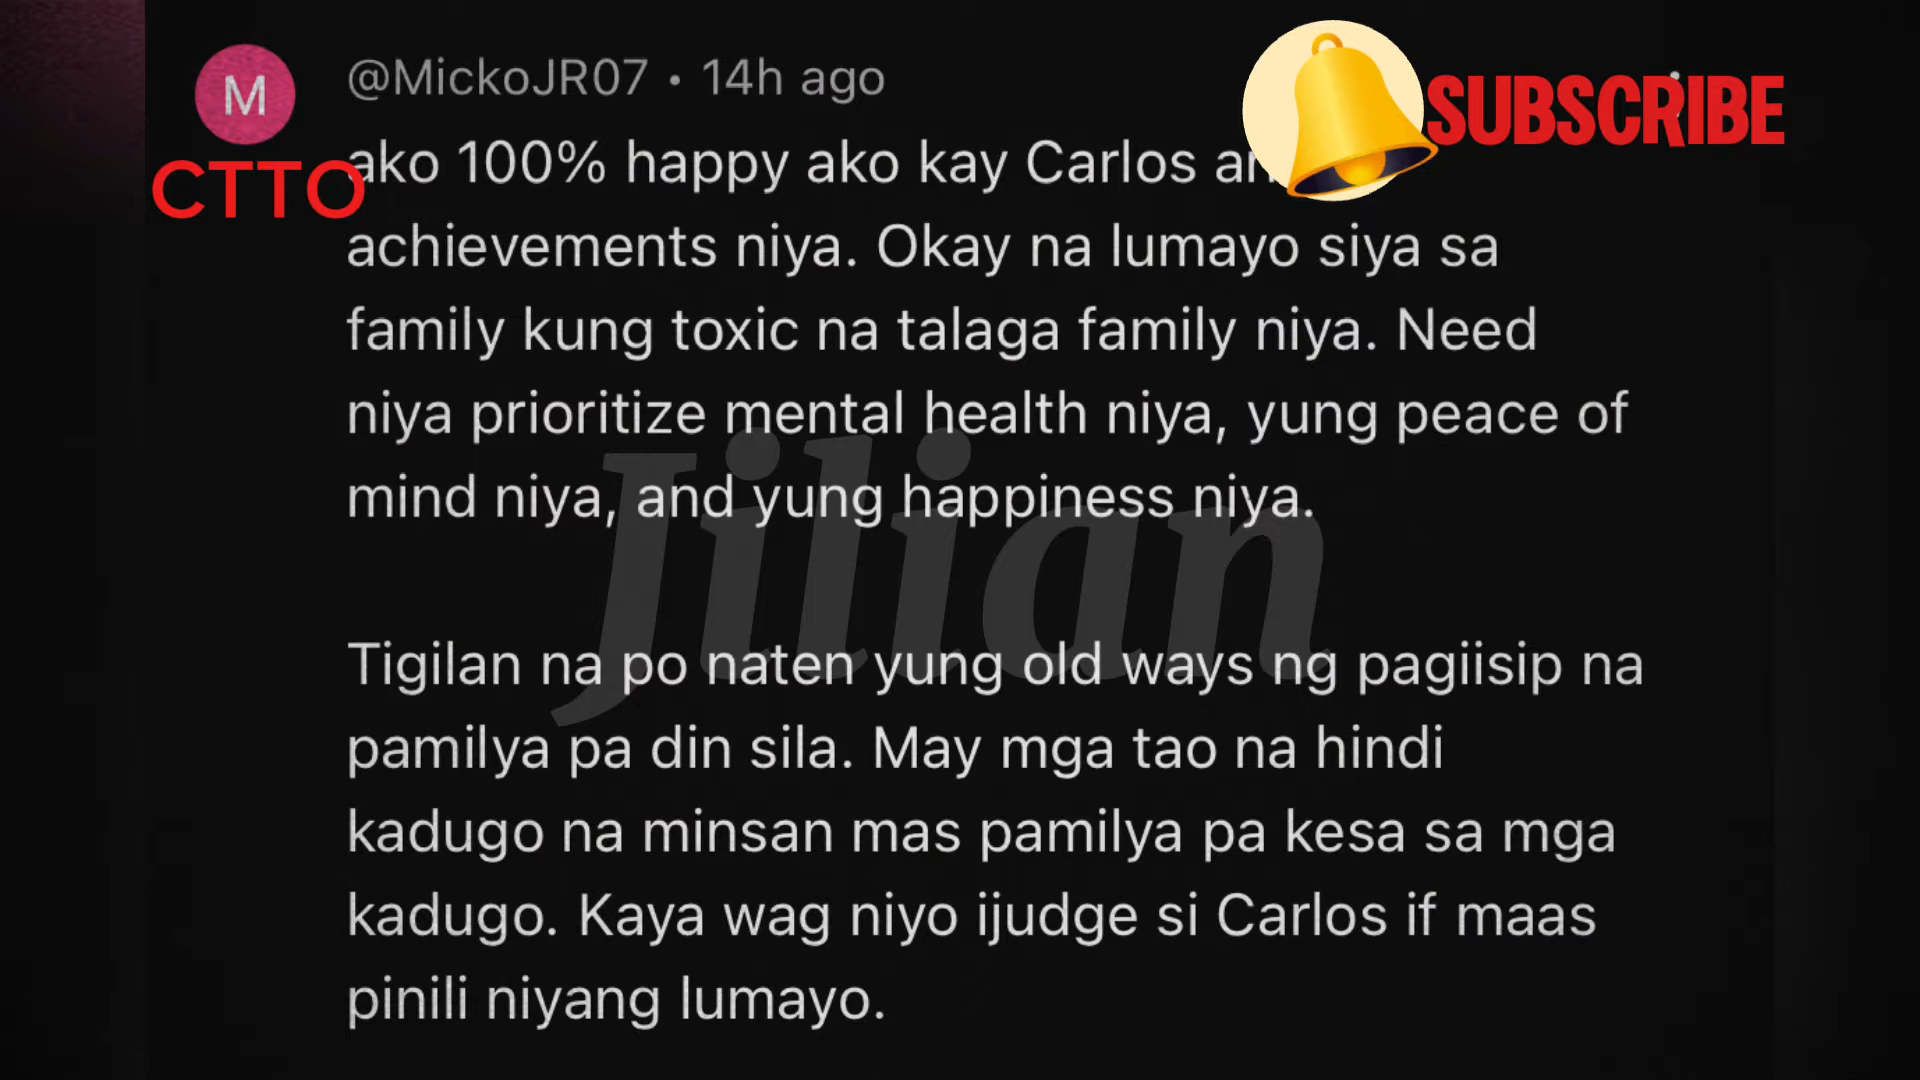 M
@MickoJR07 • 14h ago
SUBSCRIBE
CTTO
ako 100% happy ako kay Carlos
achievements niya. Okay na lumayo siya sa
family kung toxic na talaga family niya. Need
niya prioritize mental health niya, yung peace of
mind niya, and yung happiness niya.
Jilian
Tigilan na po naten yung old ways ng pagiisip na
pamilya pa din sila. May mga tao na hindi
kadugo na minsan mas pamilya pa kesa sa mga
kadugo. Kaya wag niyo ijudge si Carlos if maas
pinili niyang lumayo.